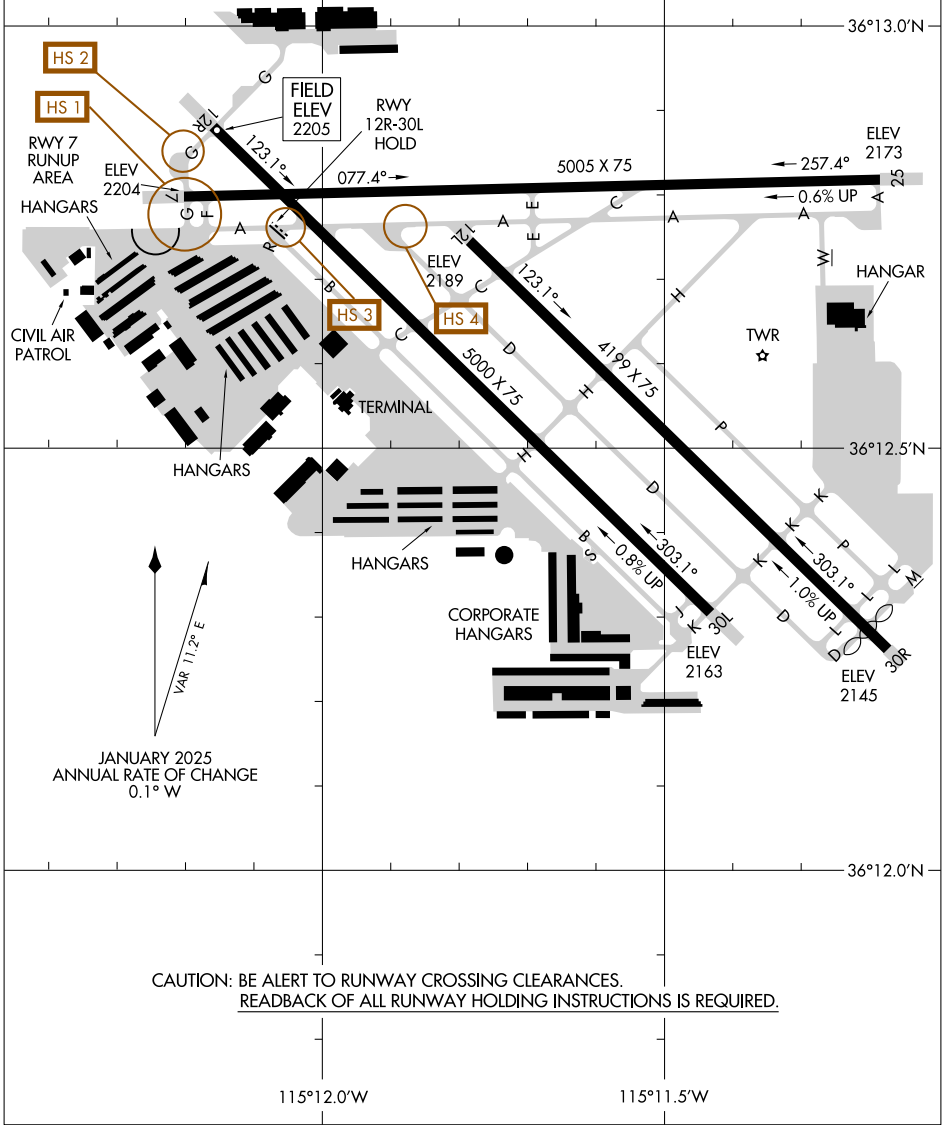 36°13.0'N
HS 2
G
HS 1
FIELD
ELEV
2205
RWY
12R-30L
HOLD
12R
G
RWY 7
RUNUP
AREA
ELEV
2204
123.1°
077.4°
5005 X 75
257.4°
ELEV
2173
25
0.6% UP
HANGARS
7
G
F
A
R
A
E
E
C
A
A
A
12L
ELEV
2189
W
HANGAR
B
HS 3
HS 4
C
C
D
123.1°
H
CIVIL AIR
PATROL
TWR
5000 X 75
4199 X 75
H
TERMINAL
P
36°12.5'N
HANGARS
H
D
K
K
P
HANGARS
B
S
0.8% UP
303.1°
K
303.1°
1.0% UP
L
M
L
CORPORATE
HANGARS
J
K
30L
D
L
D
ELEV
2163
30R
ELEV
2145
VAR 11.2° E
JANUARY 2025
ANNUAL RATE OF CHANGE
0.1° W
36°12.0'N
CAUTION: BE ALERT TO RUNWAY CROSSING CLEARANCES.
READBACK OF ALL RUNWAY HOLDING INSTRUCTIONS IS REQUIRED.
115°12.0'W
115°11.5'W